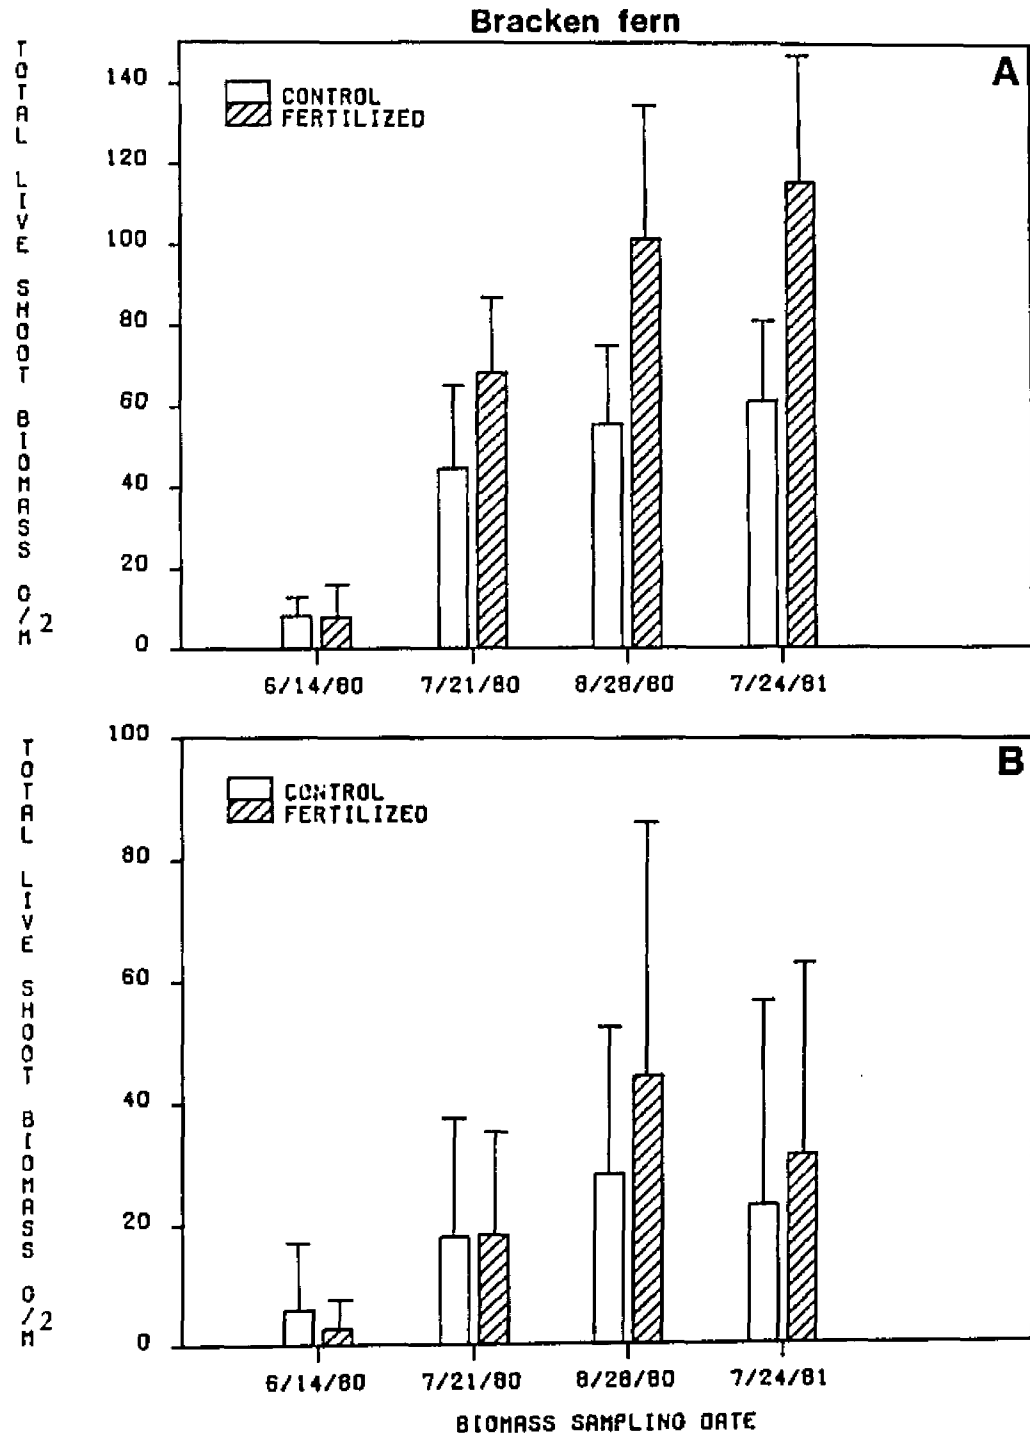 Bracken fern
A
CONTROL
FERTILIZED
TOTAL LIVE SHOOT BIOMASS G/M2
140
120
100
80
60
40
20
0
6/14/80
7/21/80
8/28/80
7/24/81
B
CONTROL
FERTILIZED
TOTAL LIVE SHOOT BIOMASS G/M2
100
80
60
40
20
0
6/14/80
7/21/80
8/28/80
7/24/81
BIOMASS SAMPLING DATE